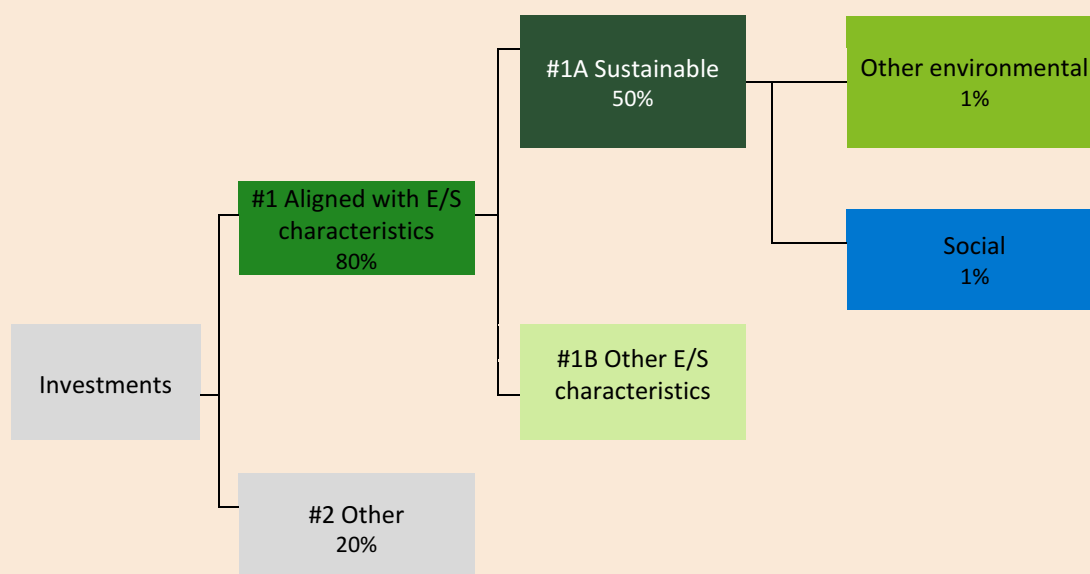 Investments
#1 Aligned with E/S
characteristics
80%
#2 Other
20%
#1A Sustainable
50%
#1B Other E/S
characteristics
Other environmental
1%
Social
1%